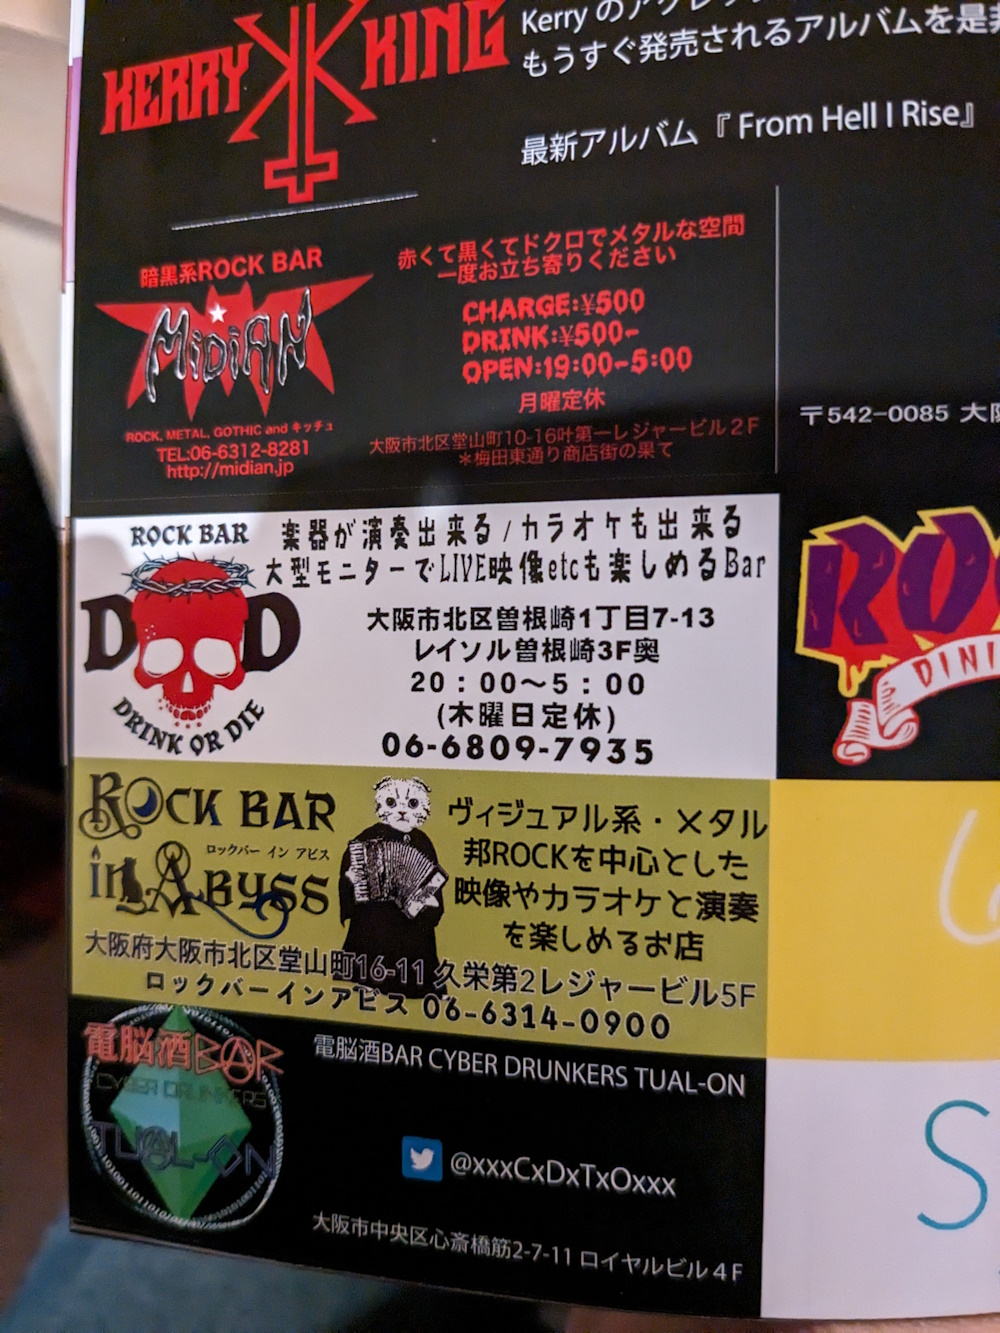 KERRY KING
Kerry のアグレッシ
もうすぐ発売されるアルバムを是非
最新アルバム『 From Hell I Rise』
暗黒系ROCK BAR
MiDiAN
ROCK, METAL, GOTHIC and キッチュ
TEL:06-6312-8281
http://midian.jp
赤くて黒くてドクロでメタルな空間
一度お立ち寄りください
CHARGE:¥500
DRINK:¥500~
OPEN:19:00~5:00
月曜定休
大阪市北区堂山町10-16叶第一レジャービル2F
*梅田東通り商店街の果て
〒542-0085 大阪
ROCK BAR
DOD
DRINK OR DIE
楽器が演奏出来る/カラオケも出来る
大型モニターでLIVE映像etcも楽しめるBar
大阪市北区曽根崎1丁目7-13
レイソル曽根崎3F奥
20：00〜5：00
(木曜日定休)
06-6809-7935
DINI
ROCK BAR
ロックバー イン アビス
in Abyss
ヴィジュアル系・メタル
邦ROCKを中心とした
映像やカラオケと演奏
を楽しめるお店
大阪府大阪市北区堂山町16-11 久栄第2レジャービル5F
ロックバーインアビス 06-6314-0900
電脳酒BAR
CYBER DRUNKERS
TUAL-ON
電脳酒BAR CYBER DRUNKERS TUAL-ON
@xxxCxDxTxOxxx
大阪市中央区心斎橋筋2-7-11 ロイヤルビル４F